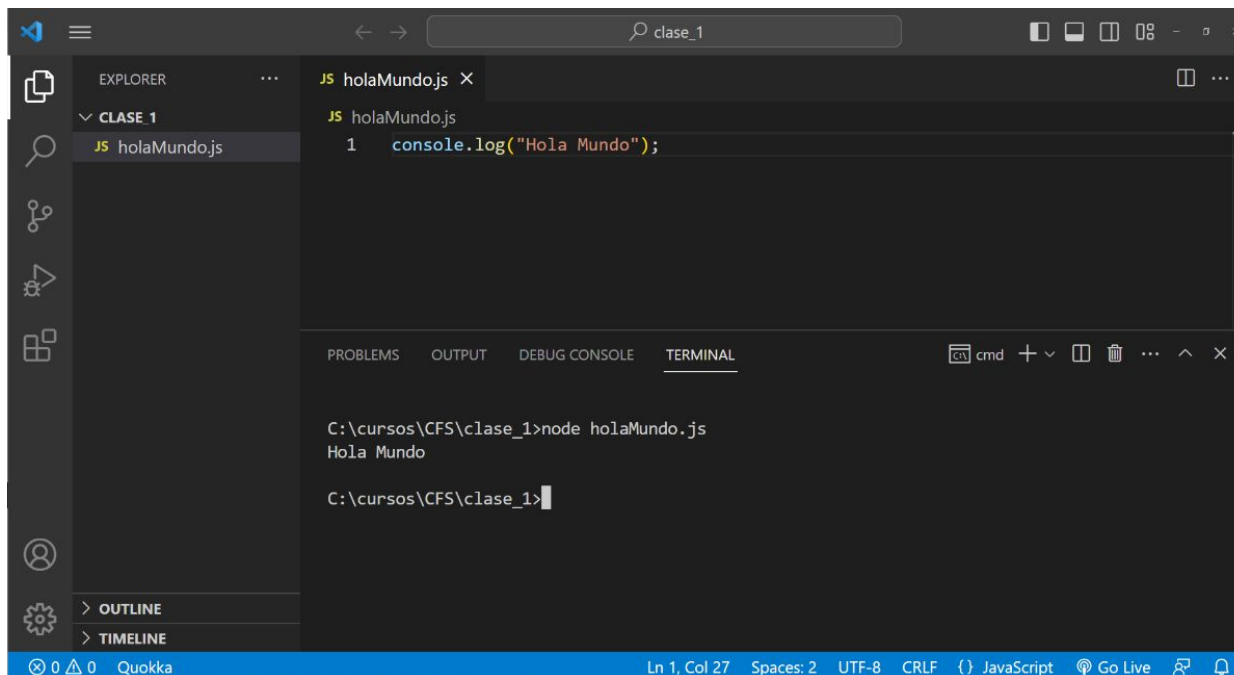 clase_1
EXPLORER
CLASE_1
JS holaMundo.js
JS holaMundo.js
JS holaMundo.js
1 console.log("Hola Mundo");
PROBLEMS OUTPUT DEBUG CONSOLE TERMINAL
cmd
C:\cursos\CFS\clase_1>node holaMundo.js
Hola Mundo
C:\cursos\CFS\clase_1>
OUTLINE
TIMELINE
0 0 Quokka Ln 1, Col 27 Spaces: 2 UTF-8 CRLF {} JavaScript Go Live